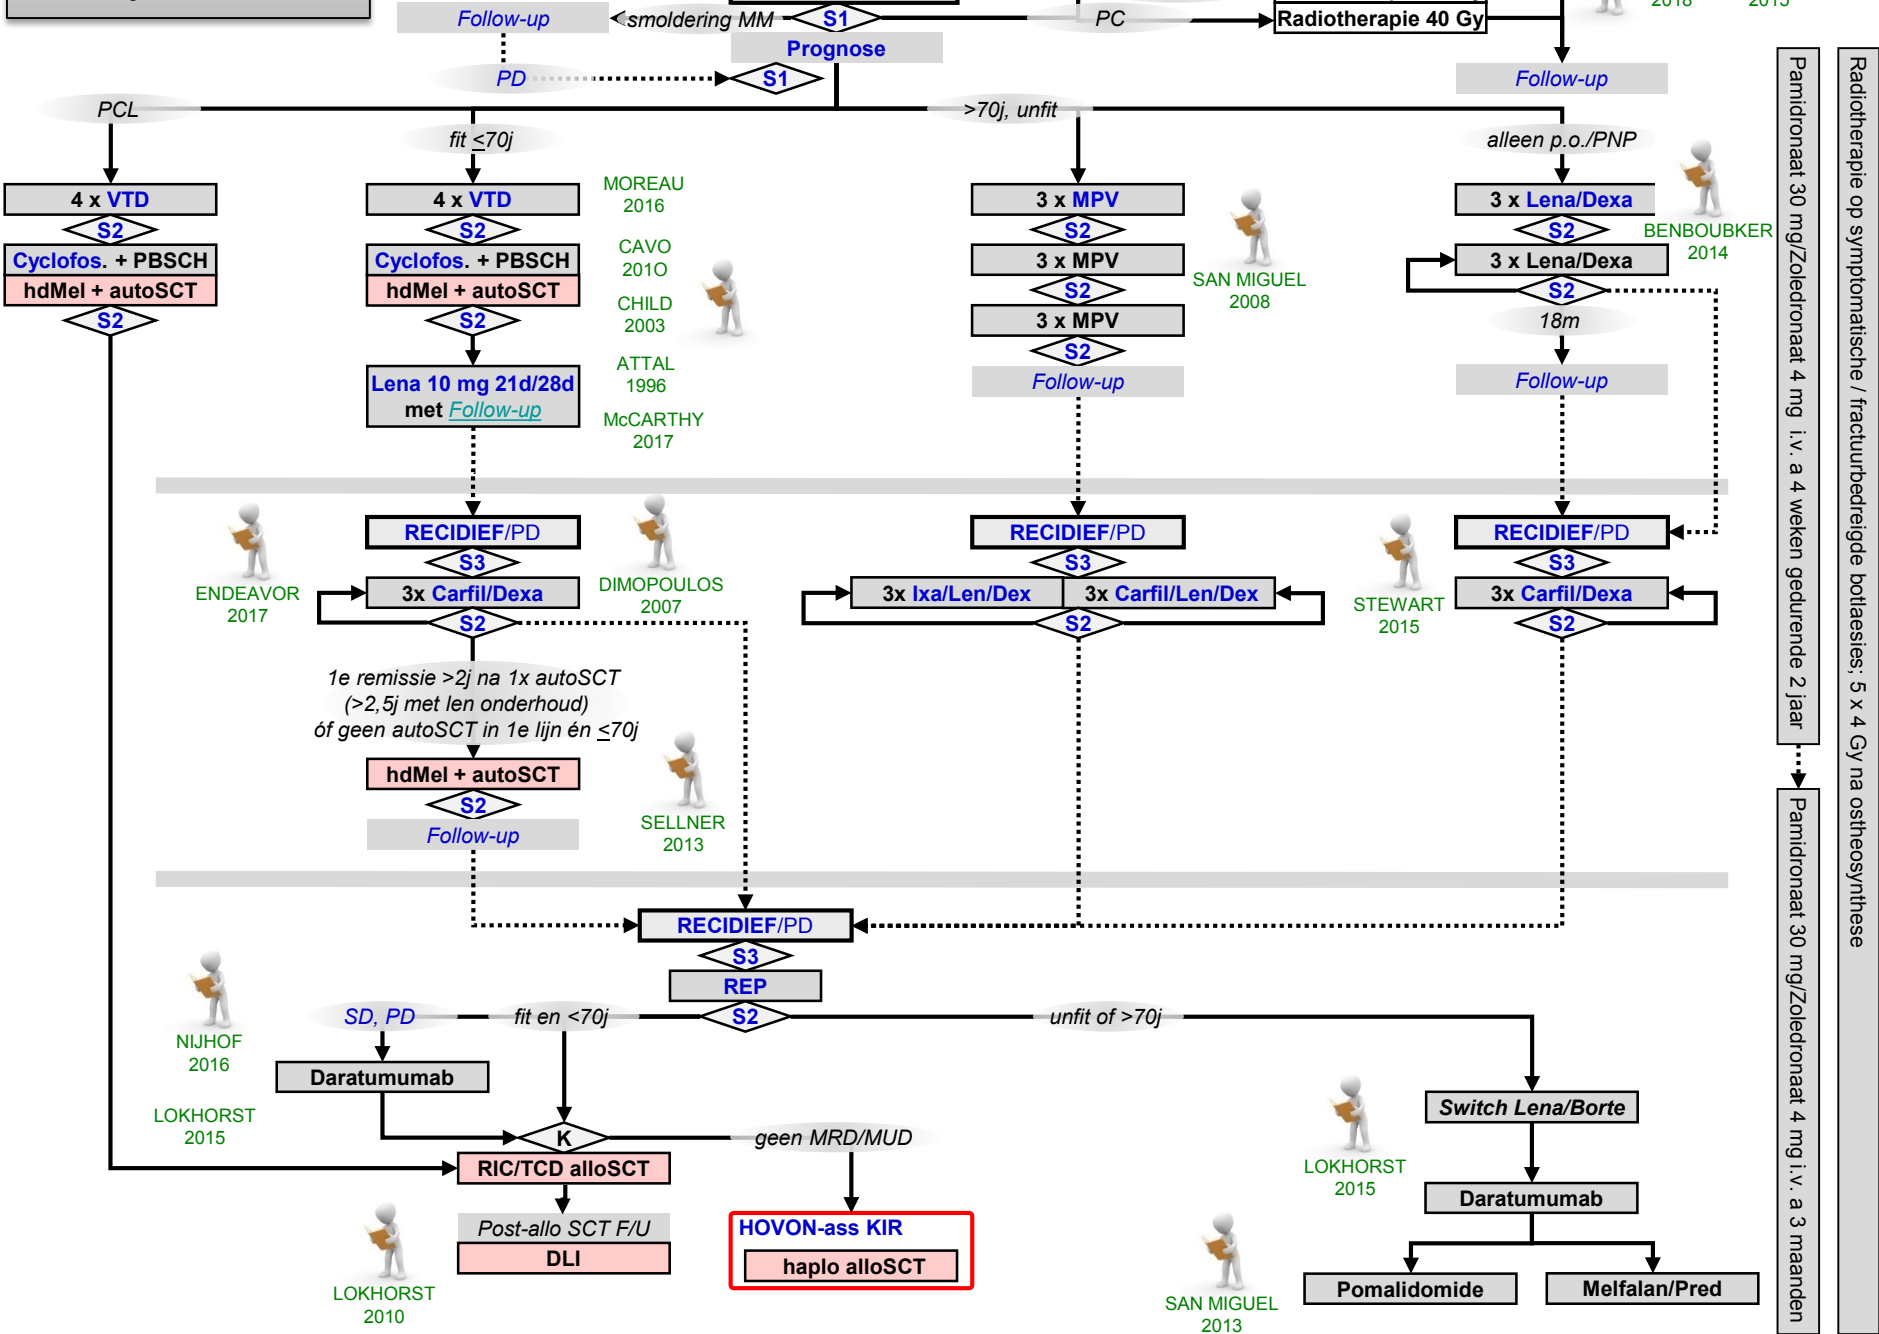 Follow-up
smoldering MM
S1
PC
Radiotherapie 40 Gy
2018
2015
Prognose
PD
S1
Follow-up
PCL
fit ≤70j
>70j, unfit
alleen p.o./PNP
4 x VTD
S2
Cyclofos. + PBSCH
hdMel + autoSCT
S2
4 x VTD
S2
Cyclofos. + PBSCH
hdMel + autoSCT
S2
Lena 10 mg 21d/28d
met Follow-up
MOREAU
2016
CAVO
201O
CHILD
2003
ATTAL
1996
McCARTHY
2017
3 x MPV
S2
3 x MPV
S2
3 x MPV
S2
Follow-up
SAN MIGUEL
2008
3 x Lena/Dexa
S2
3 x Lena/Dexa
S2
18m
Follow-up
BENBOUBKER
2014
RECIDIEF/PD
S3
3x Carfil/Dexa
S2
ENDEAVOR
2017
DIMOPOULOS
2007
RECIDIEF/PD
S3
3x Ixa/Len/Dex
3x Carfil/Len/Dex
S2
STEWART
2015
RECIDIEF/PD
S3
3x Carfil/Dexa
S2
1e remissie >2j na 1x autoSCT
(>2,5j met len onderhoud)
óf geen autoSCT in 1e lijn én ≤70j
hdMel + autoSCT
S2
Follow-up
SELLNER
2013
RECIDIEF/PD
S3
REP
S2
SD, PD
fit en <70j
unfit of >70j
NIJHOF
2016
Daratumumab
LOKHORST
2015
K
geen MRD/MUD
RIC/TCD alloSCT
Post-allo SCT F/U
DLI
LOKHORST
2010
HOVON-ass KIR
haplo alloSCT
Switch Lena/Borte
LOKHORST
2015
Daratumumab
SAN MIGUEL
2013
Pomalidomide
Melfalan/Pred
Pamidronaat 30 mg/Zoledronaat 4 mg i.v. a 4 weken gedurende 2 jaar
Pamidronaat 30 mg/Zoledronaat 4 mg i.v. a 3 maanden
Radiotherapie op symptomatische / fractuurbedreigde botlaesies; 5 x 4 Gy na ostheosynthese